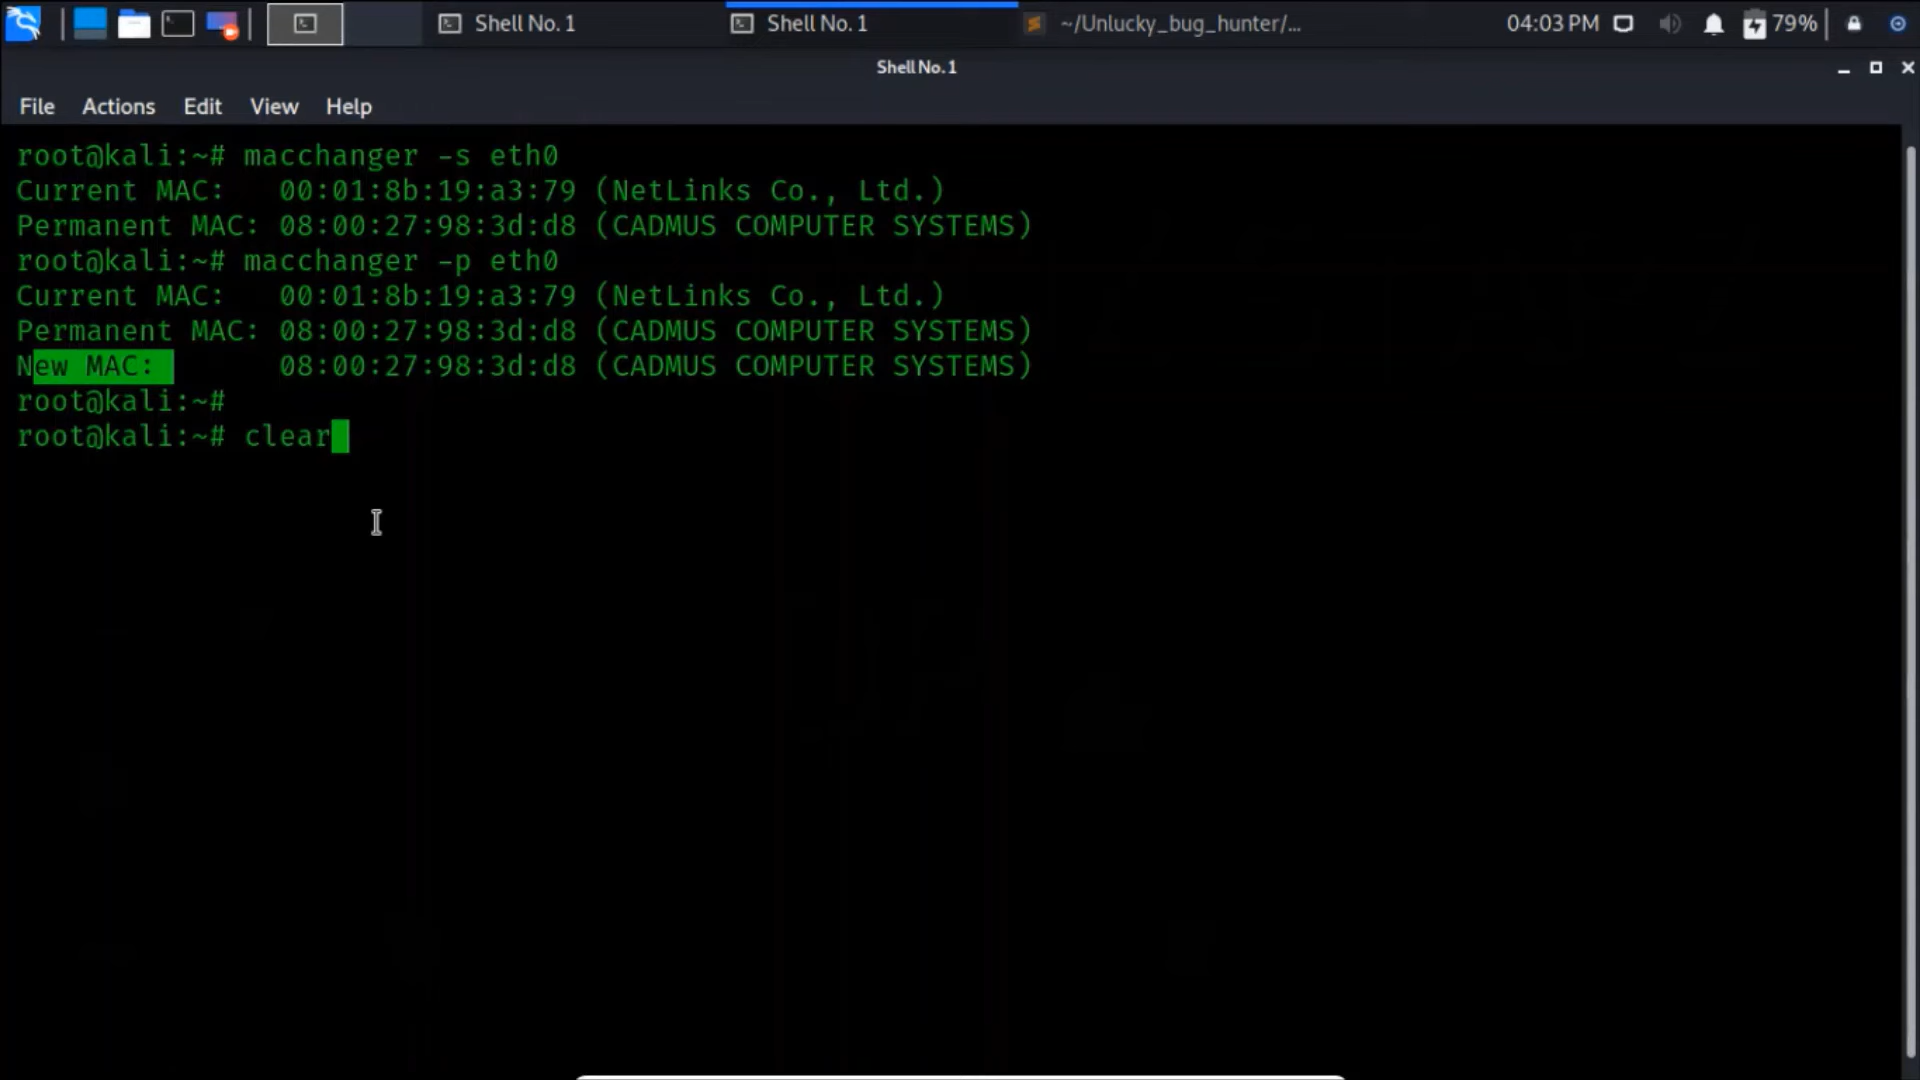 Shell No. 1
Shell No. 1
~/Unlucky_bug_hunter/...
04:03 PM
79%
Shell No. 1
File Actions Edit View Help
root@kali:~# macchanger -s eth0
Current MAC:   00:01:8b:19:a3:79 (NetLinks Co., Ltd.)
Permanent MAC: 08:00:27:98:3d:d8 (CADMUS COMPUTER SYSTEMS)
root@kali:~# macchanger -p eth0
Current MAC:   00:01:8b:19:a3:79 (NetLinks Co., Ltd.)
Permanent MAC: 08:00:27:98:3d:d8 (CADMUS COMPUTER SYSTEMS)
New MAC:       08:00:27:98:3d:d8 (CADMUS COMPUTER SYSTEMS)
root@kali:~#
root@kali:~# clear